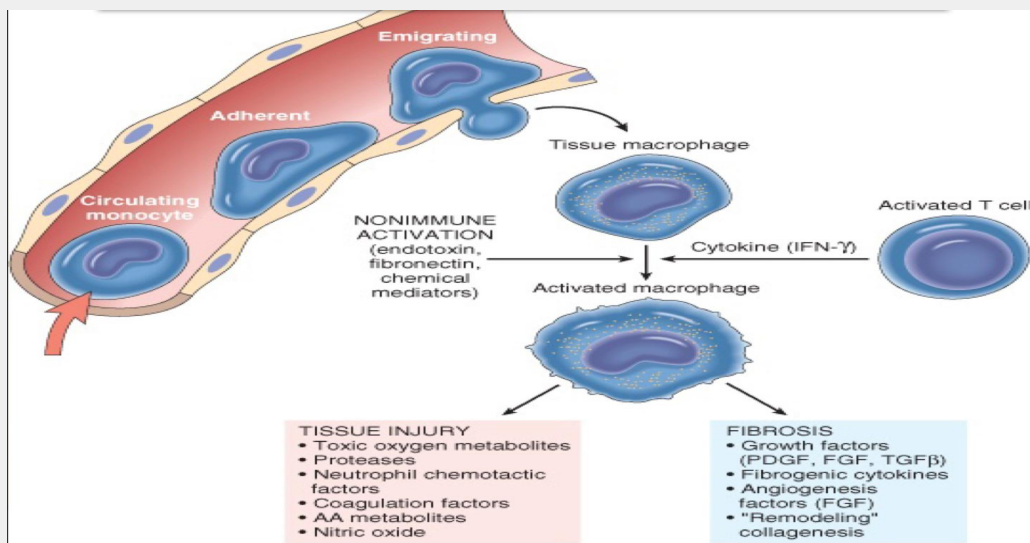 Emigrating
Adherent
Circulating
monocyte
Tissue macrophage
Activated T cell
NONIMMUNE
ACTIVATION
(endotoxin,
fibronectin,
chemical
mediators)
Cytokine (IFN-γ)
Activated macrophage
TISSUE INJURY
• Toxic oxygen metabolites
• Proteases
• Neutrophil chemotactic
factors
• Coagulation factors
• AA metabolites
• Nitric oxide
FIBROSIS
• Growth factors
(PDGF, FGF, TGFβ)
• Fibrogenic cytokines
• Angiogenesis
factors (FGF)
• "Remodeling"
collagenesis